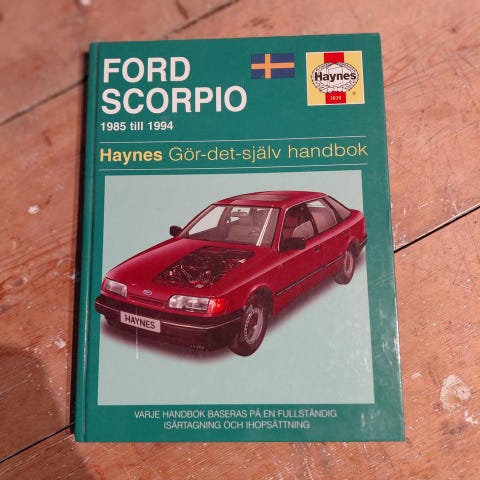 FORD
SCORPIO
1985 till 1994
Haynes
3039
Haynes Gör-det-själv handbok
HAYNES
VARJE HANDBOK BASERAS PÅ EN FULLSTÄNDIG
ISÄRTAGNING OCH IHOPSÄTTNING